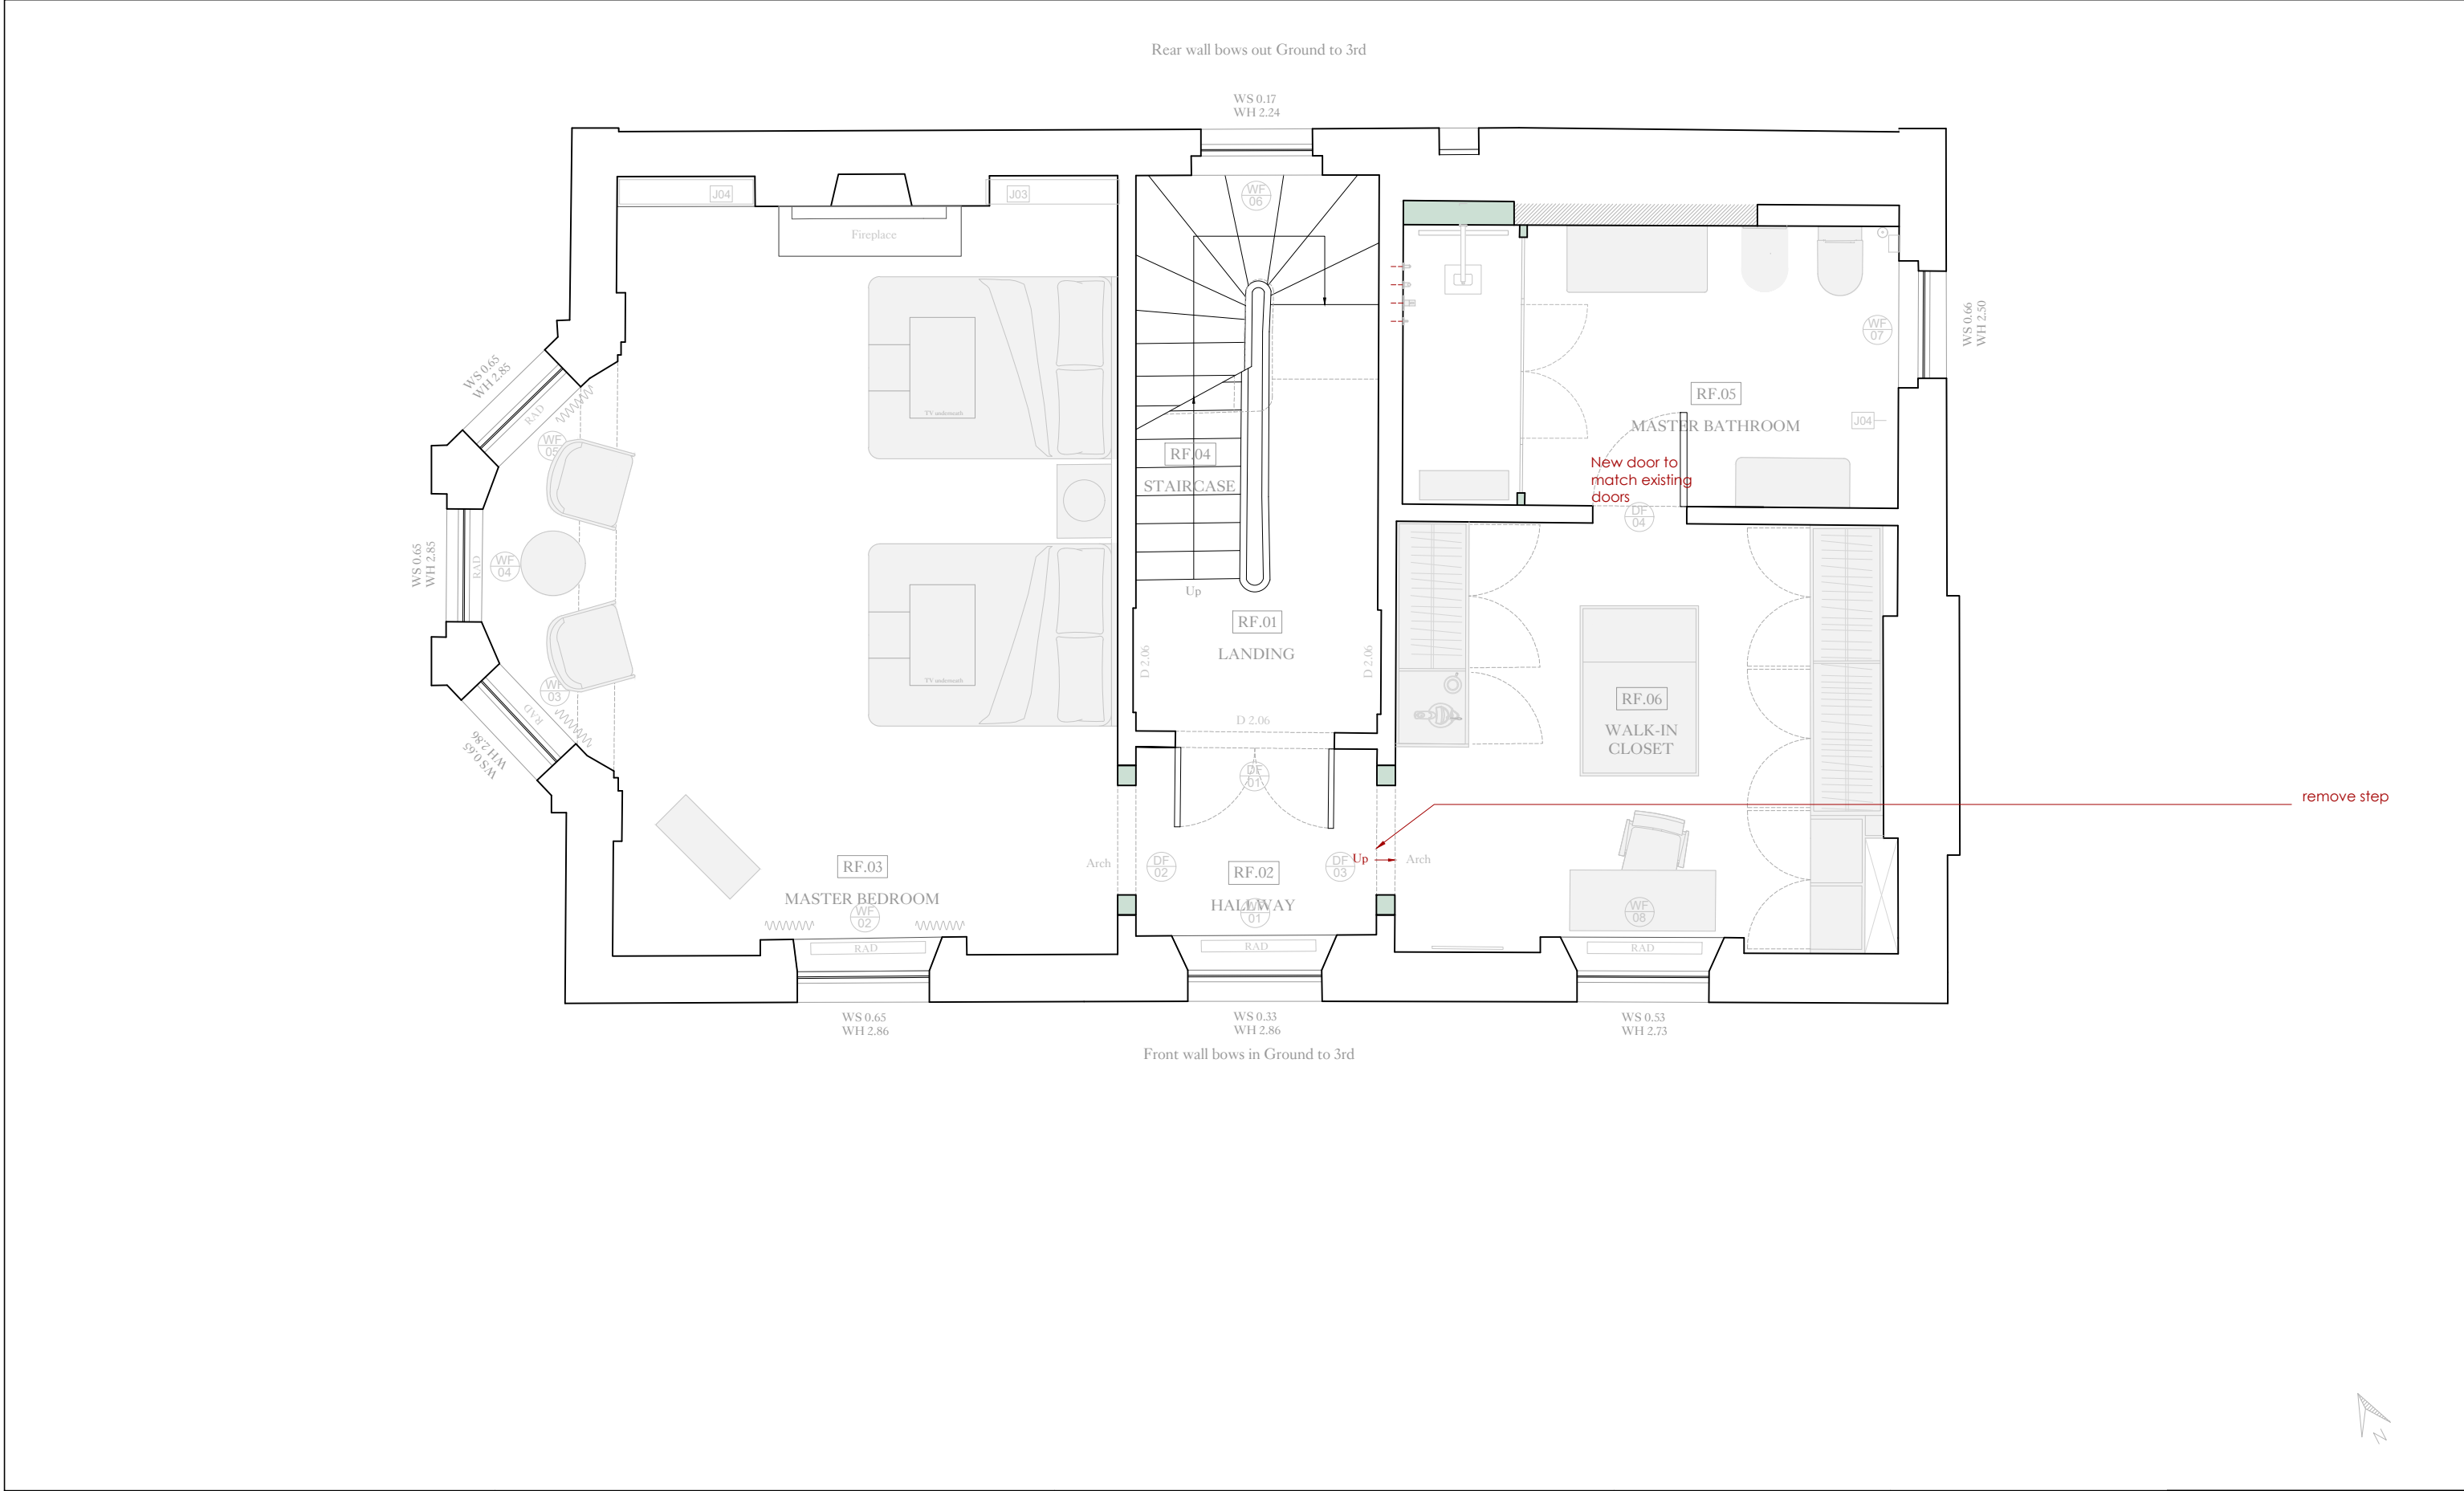 Rear wall bows out Ground to 3rd
WS 0.17
WH 2.24
J04
J03
WF
06
Fireplace
WS 0.65
WH 2.85
RAD
WF
05
TV underneath
RF.04
STAIRCASE
WF
07
WS 0.66
WH 2.50
RF.05
MASTER BATHROOM
J04
New door to
match existing
doors
DF
04
WS 0.65
WH 2.85
RAD
WF
04
Up
RF.01
LANDING
D 2.06
D 2.06
D 2.06
WF
03
RAD
WS 0.65
WH 2.86
TV underneath
RF.06
WALK-IN
CLOSET
DF
01
remove step
RF.03
MASTER BEDROOM
WF
02
RAD
Arch
DF
02
RF.02
HALLWAY
WF
01
RAD
DF
03
Up
Arch
WF
08
RAD
WS 0.65
WH 2.86
WS 0.33
WH 2.86
WS 0.53
WH 2.73
Front wall bows in Ground to 3rd
N